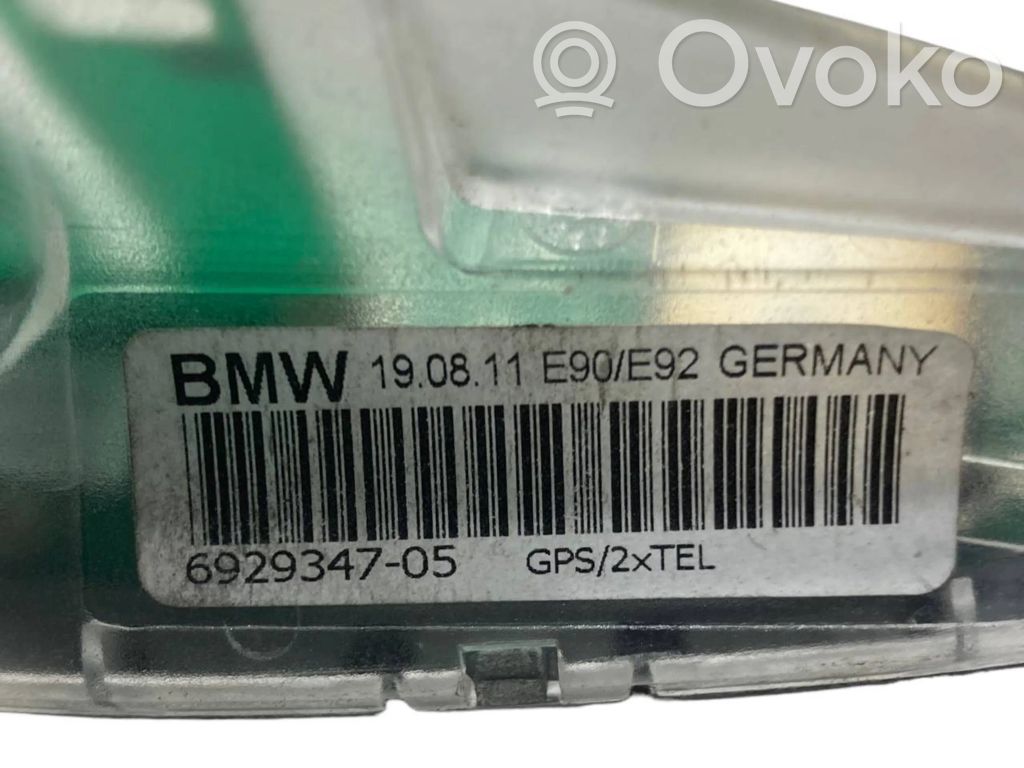 Ovoko
BMW 19.08.11 E90/E92 GERMANY
6929347-05 GPS/2xTEL